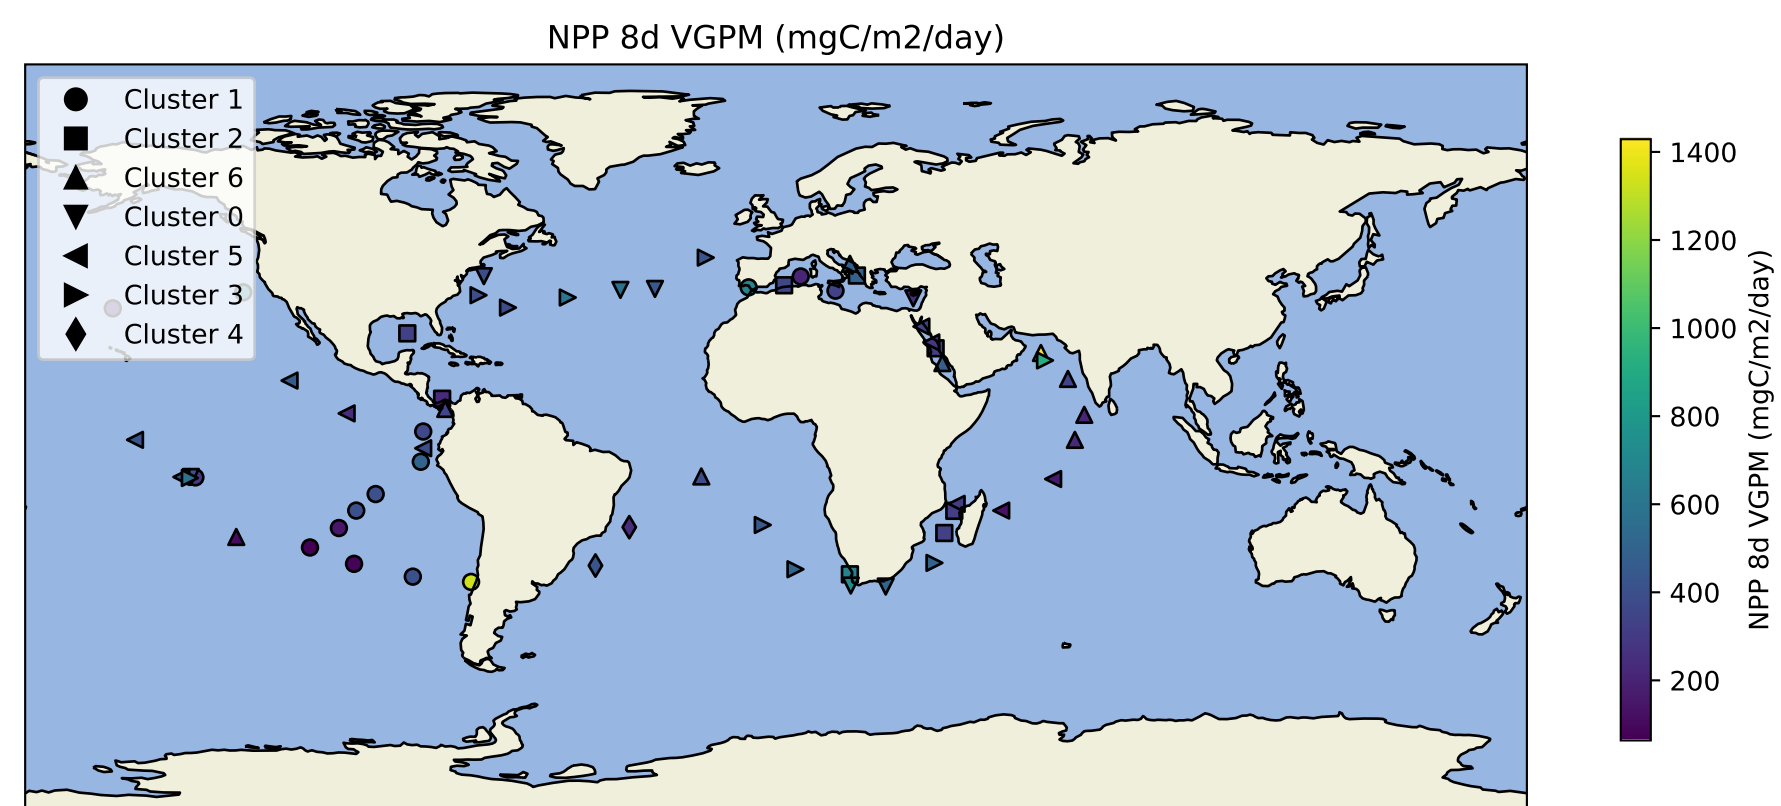 NPP 8d VGPM (mgC/m2/day)
Cluster 1
Cluster 2
Cluster 6
Cluster 0
Cluster 5
Cluster 3
Cluster 4
1400
1200
1000
800
600
400
200
NPP 8d VGPM (mgC/m2/day)